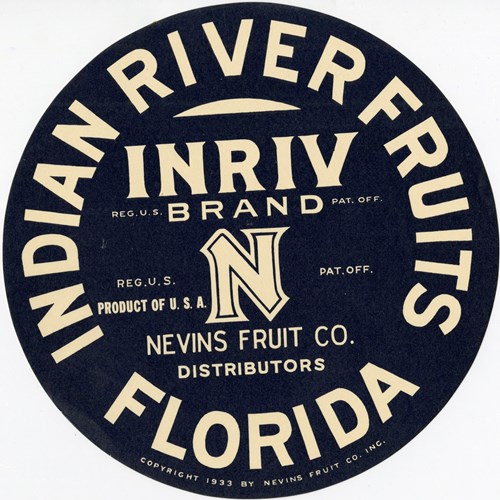 INDIAN RIVER FRUITS
INRIV
REG. U.S. BRAND PAT. OFF.
N
REG. U.S. PAT. OFF.
PRODUCT OF U. S. A.
NEVINS FRUIT CO.
DISTRIBUTORS
FLORIDA
COPYRIGHT 1933 BY NEVINS FRUIT CO. INC.